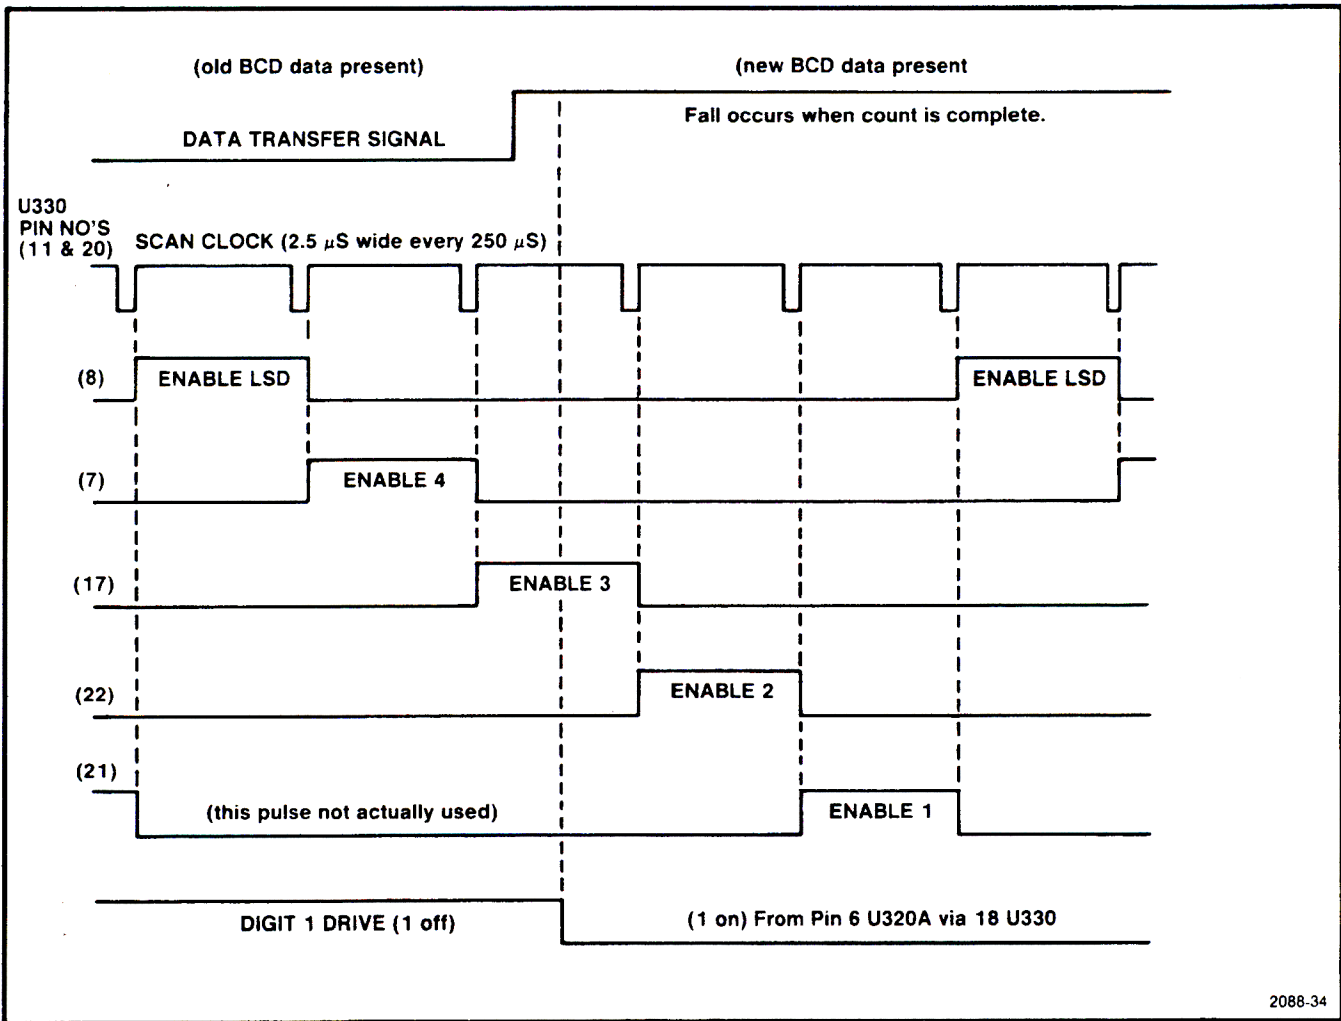 (old BCD data present)
(new BCD data present
Fall occurs when count is complete.
DATA TRANSFER SIGNAL
U330
PIN NO'S
(11 & 20)
SCAN CLOCK (2.5 μS wide every 250 μS)
(8)
ENABLE LSD
ENABLE LSD
(7)
ENABLE 4
(17)
ENABLE 3
(22)
ENABLE 2
(21)
(this pulse not actually used)
ENABLE 1
DIGIT 1 DRIVE (1 off)
(1 on) From Pin 6 U320A via 18 U330
2088-34